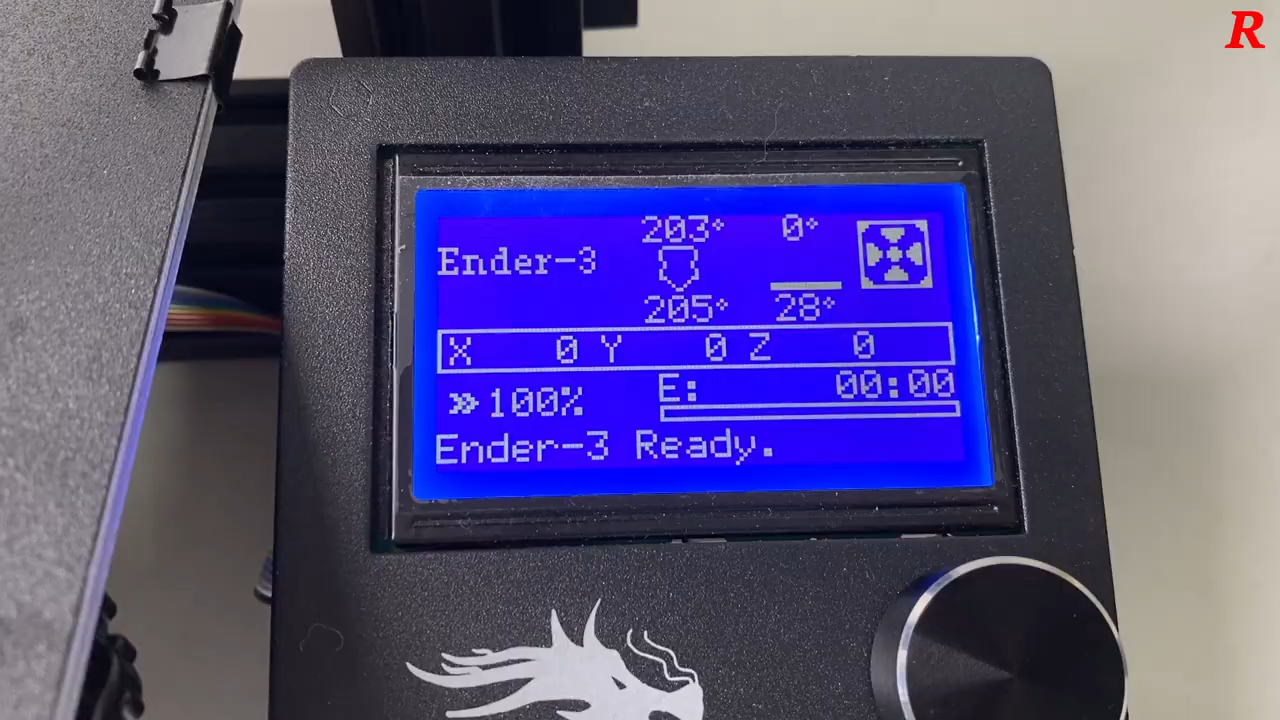 R
203° 0°
Ender-3
205° 28°
X 0 Y 0 Z 0
»100% E: 00:00
Ender-3 Ready.